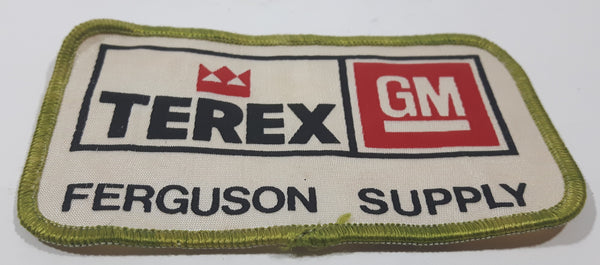 TEREX GM
FERGUSON SUPPLY